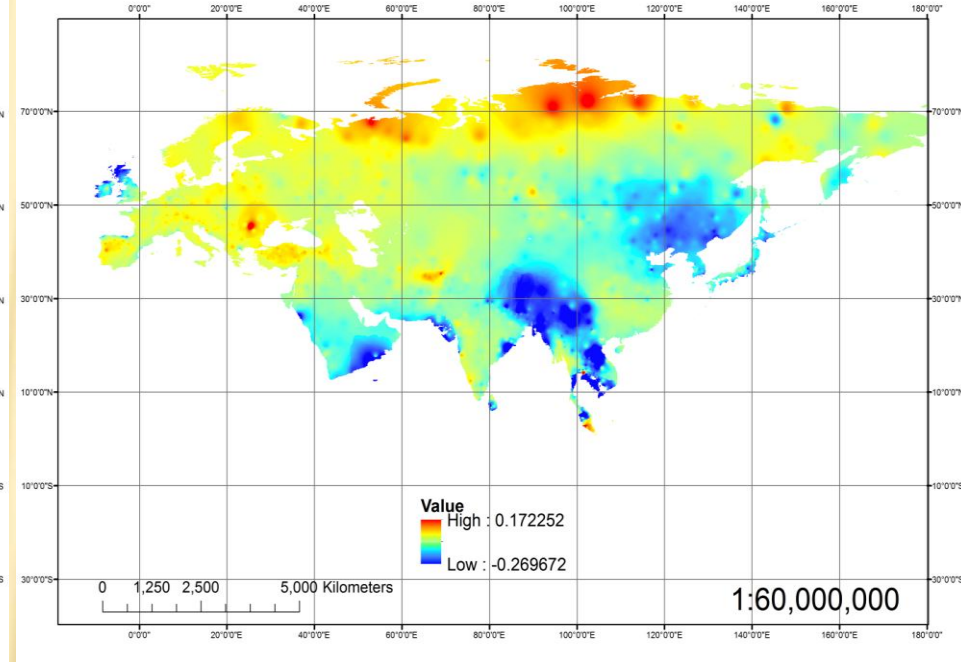 0°0'0" 20°0'0"E 40°0'0"E 60°0'0"E 80°0'0"E 100°0'0"E 120°0'0"E 140°0'0"E 160°0'0"E 180°0'0"
N 70°0'0"N 70°0'0"N
N 50°0'0"N 50°0'0"N
N 30°0'0"N 30°0'0"N
N 10°0'0"N 10°0'0"N
S 10°0'0"S 10°0'0"S
Value
High : 0.172252
Low : -0.269672
S 30°0'0"S 30°0'0"S
0 1,250 2,500 5,000 Kilometers
1:60,000,000
0°0'0" 20°0'0"E 40°0'0"E 60°0'0"E 80°0'0"E 100°0'0"E 120°0'0"E 140°0'0"E 160°0'0"E 180°0'0"